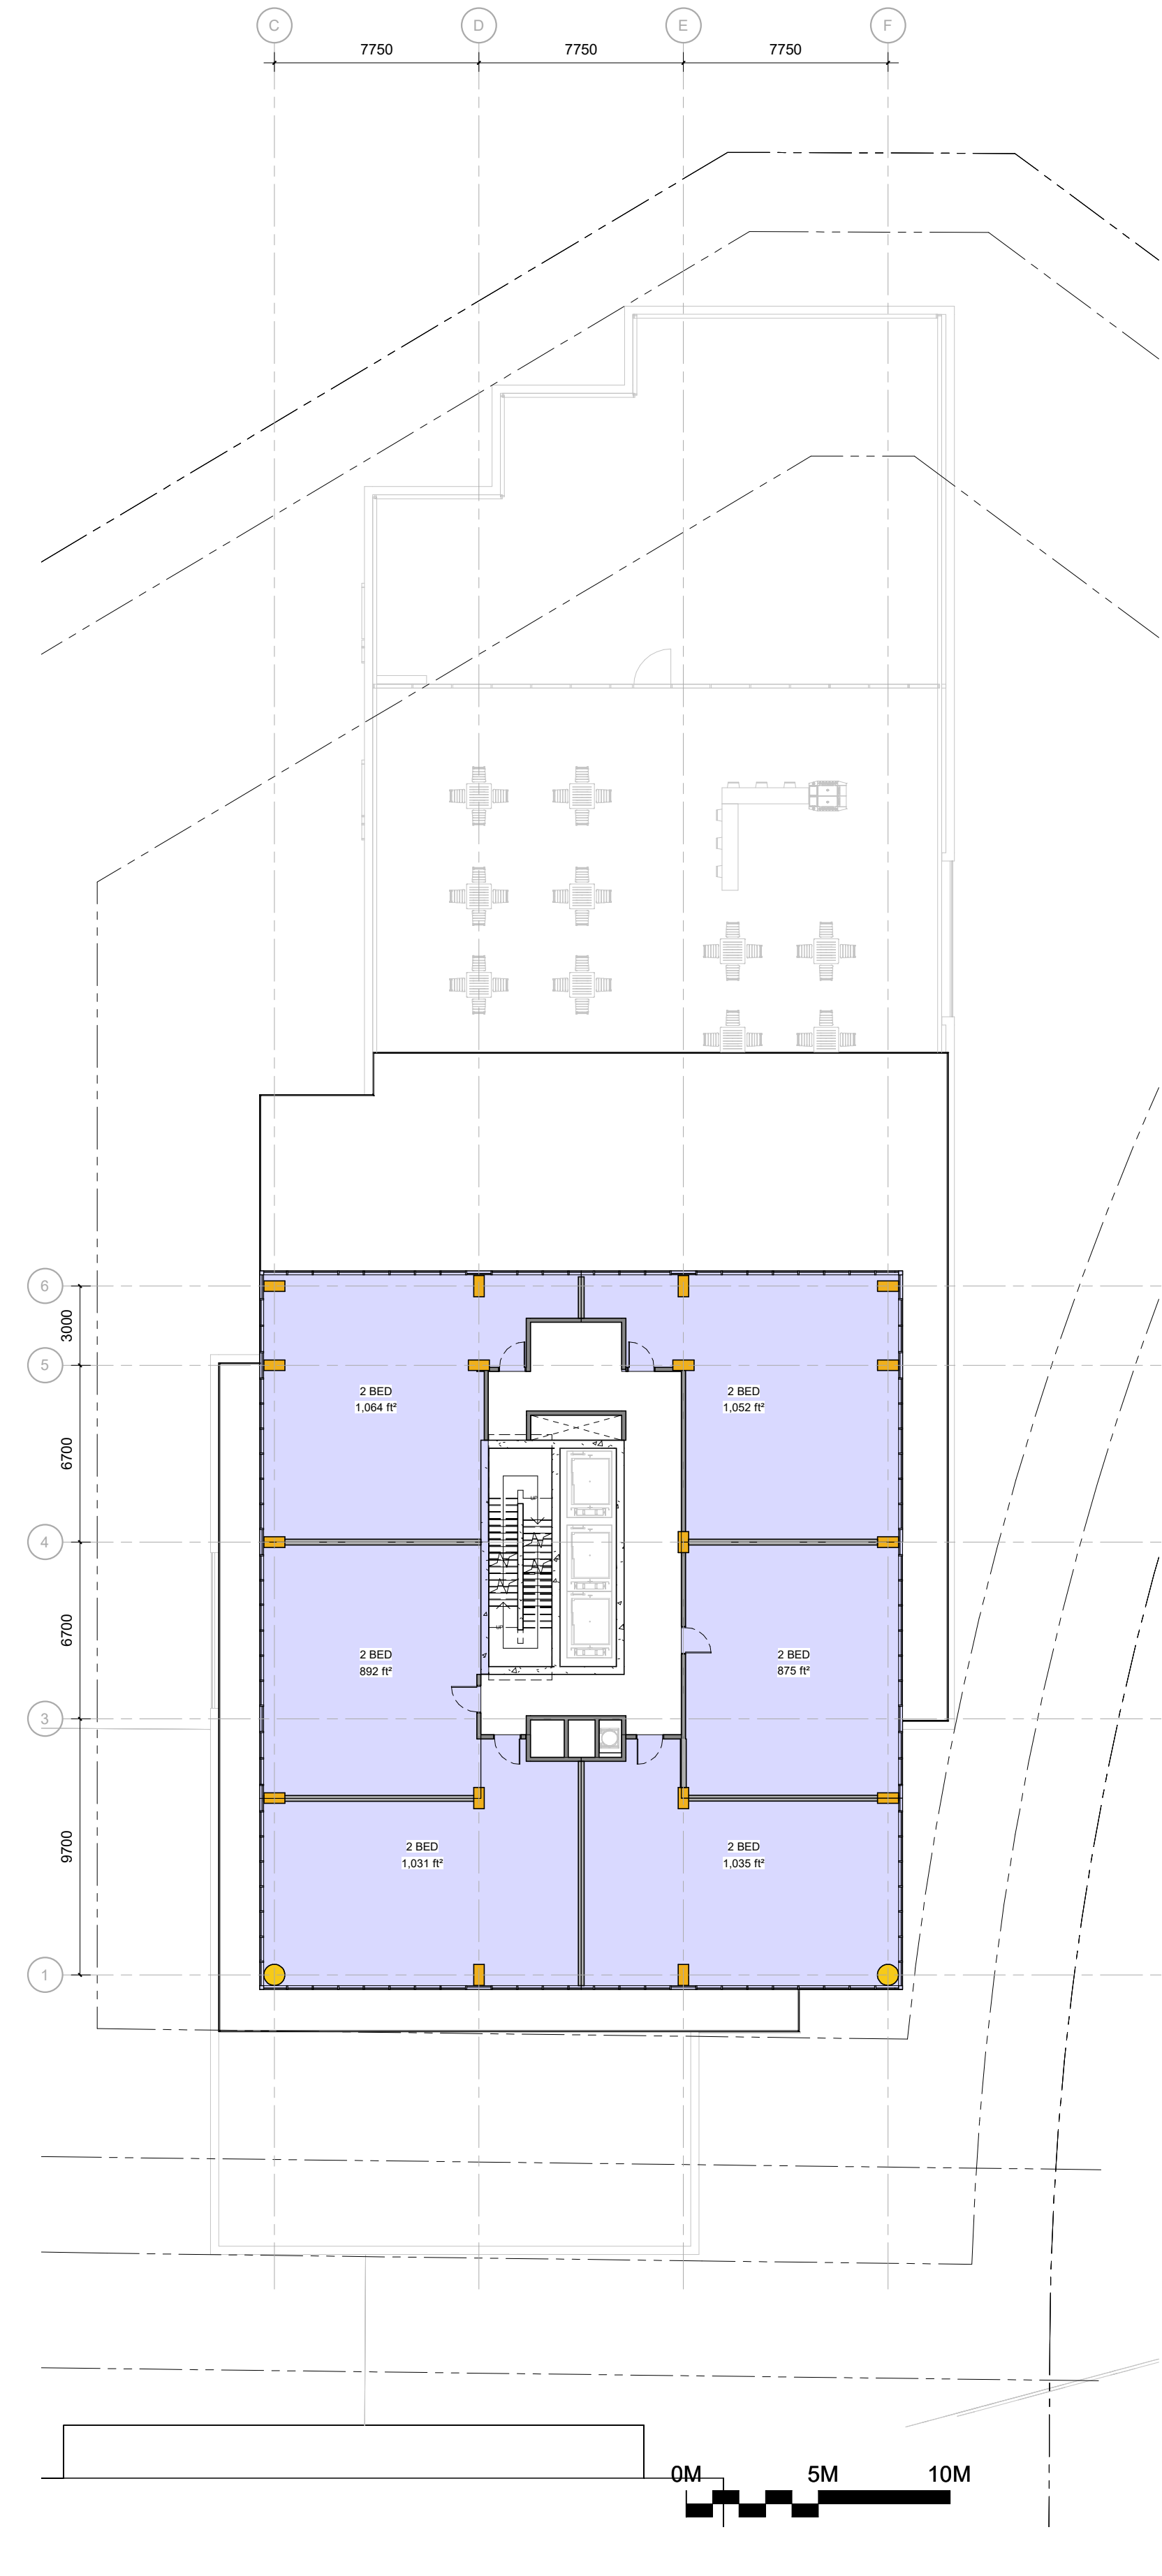 C D E F
7750 7750 7750
6
3000
5
2 BED 2 BED
1,064 ft² 1,052 ft²
6700
4
6700
2 BED 2 BED
892 ft² 875 ft²
3
9700
2 BED 2 BED
1,031 ft² 1,035 ft²
1
0M 5M 10M